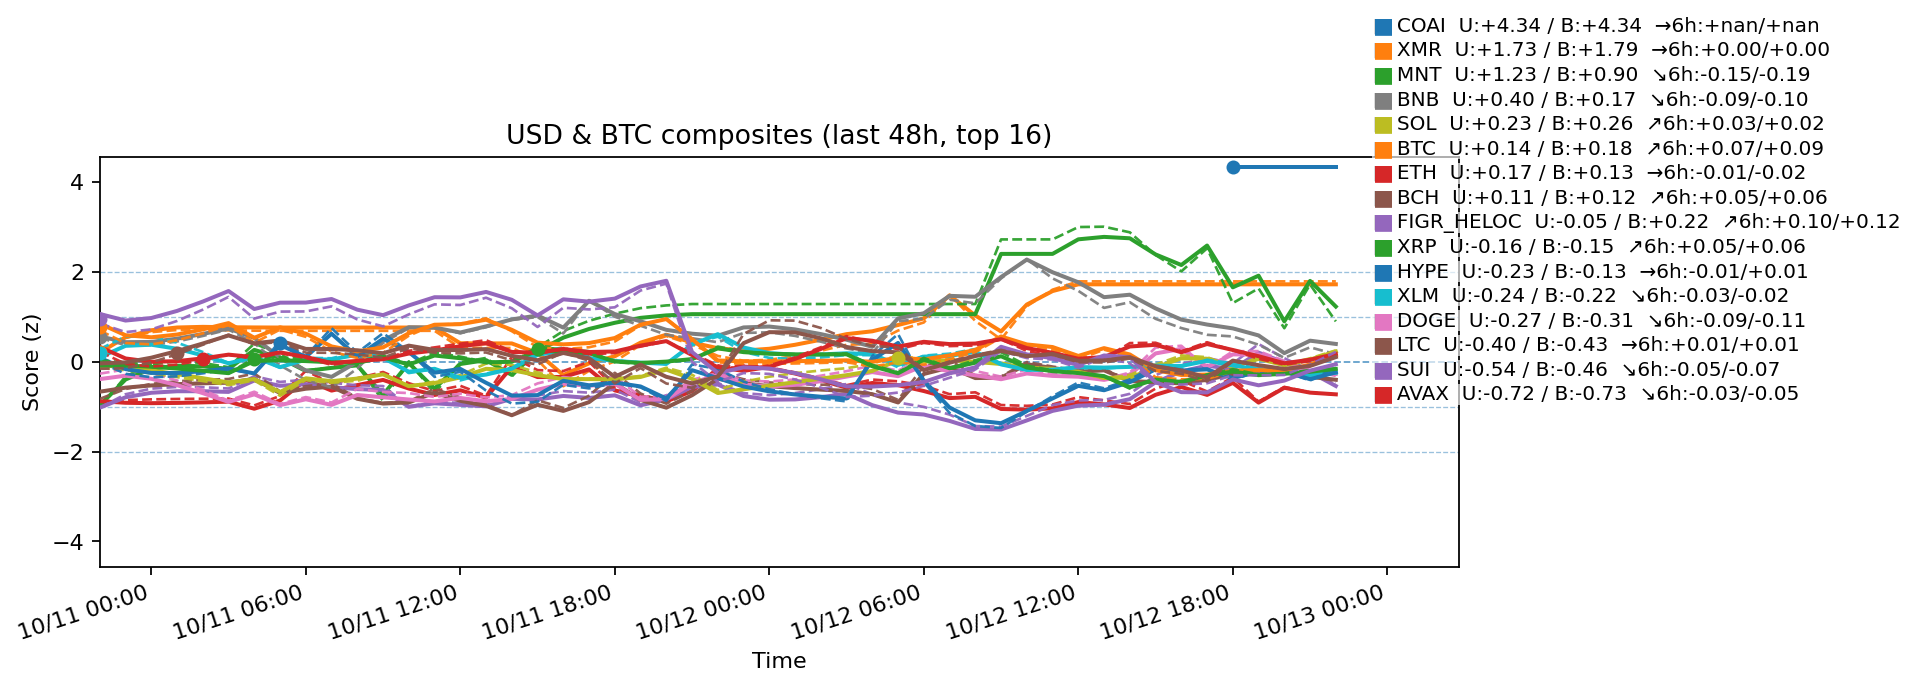 COAI  U:+4.34 / B:+4.34  →6h:+nan/+nan
XMR  U:+1.73 / B:+1.79  →6h:+0.00/+0.00
MNT  U:+1.23 / B:+0.90  ↘6h:-0.15/-0.19
BNB  U:+0.40 / B:+0.17  ↘6h:-0.09/-0.10
SOL  U:+0.23 / B:+0.26  ↗6h:+0.03/+0.02
BTC  U:+0.14 / B:+0.18  ↗6h:+0.07/+0.09
ETH  U:+0.17 / B:+0.13  →6h:-0.01/-0.02
BCH  U:+0.11 / B:+0.12  ↗6h:+0.05/+0.06
FIGR_HELOC  U:-0.05 / B:+0.22  ↗6h:+0.10/+0.12
XRP  U:-0.16 / B:-0.15  ↗6h:+0.05/+0.06
HYPE  U:-0.23 / B:-0.13  →6h:-0.01/+0.01
XLM  U:-0.24 / B:-0.22  ↘6h:-0.03/-0.02
DOGE  U:-0.27 / B:-0.31  ↘6h:-0.09/-0.11
LTC  U:-0.40 / B:-0.43  →6h:+0.01/+0.01
SUI  U:-0.54 / B:-0.46  ↘6h:-0.05/-0.07
AVAX  U:-0.72 / B:-0.73  ↘6h:-0.03/-0.05
USD & BTC composites (last 48h, top 16)
Score (z)
4
2
0
−2
−4
10/11 00:00
10/11 06:00
10/11 12:00
10/11 18:00
10/12 00:00
10/12 06:00
10/12 12:00
10/12 18:00
10/13 00:00
Time